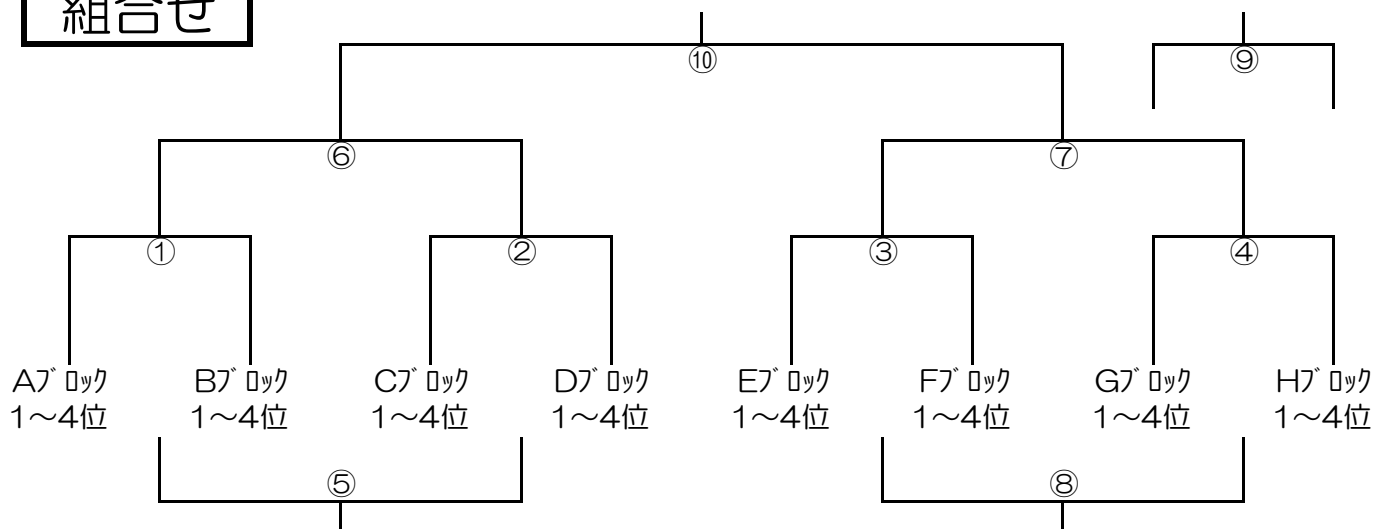 組合せ
⑩
⑨
⑥
⑦
①
②
③
④
Aﾌﾞﾛｯｸ
1～4位
Bﾌﾞﾛｯｸ
1～4位
Cﾌﾞﾛｯｸ
1～4位
Dﾌﾞﾛｯｸ
1～4位
Eﾌﾞﾛｯｸ
1～4位
Fﾌﾞﾛｯｸ
1～4位
Gﾌﾞﾛｯｸ
1～4位
Hﾌﾞﾛｯｸ
1～4位
⑤
⑧